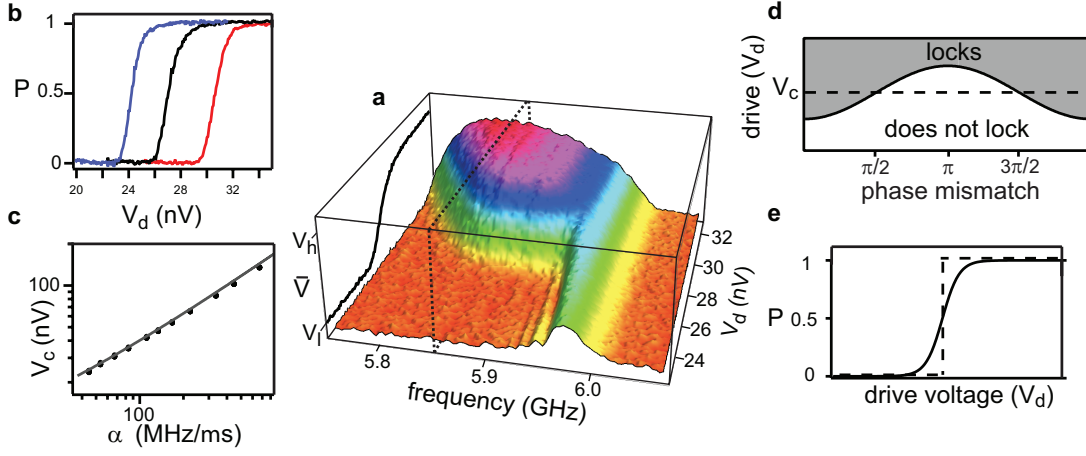 b
1
P
0.5
0
20
24
28
32
V_d (nV)
c
V_c (nV)
100
100
α (MHz/ms)
a
V_h
V̄
V_l
5.8
5.9
6.0
frequency (GHz)
24
26
28
30
32
V_d (nV)
d
drive (V_d)
V_c
locks
does not lock
π/2
π
3π/2
phase mismatch
e
1
P
0.5
0
drive voltage (V_d)